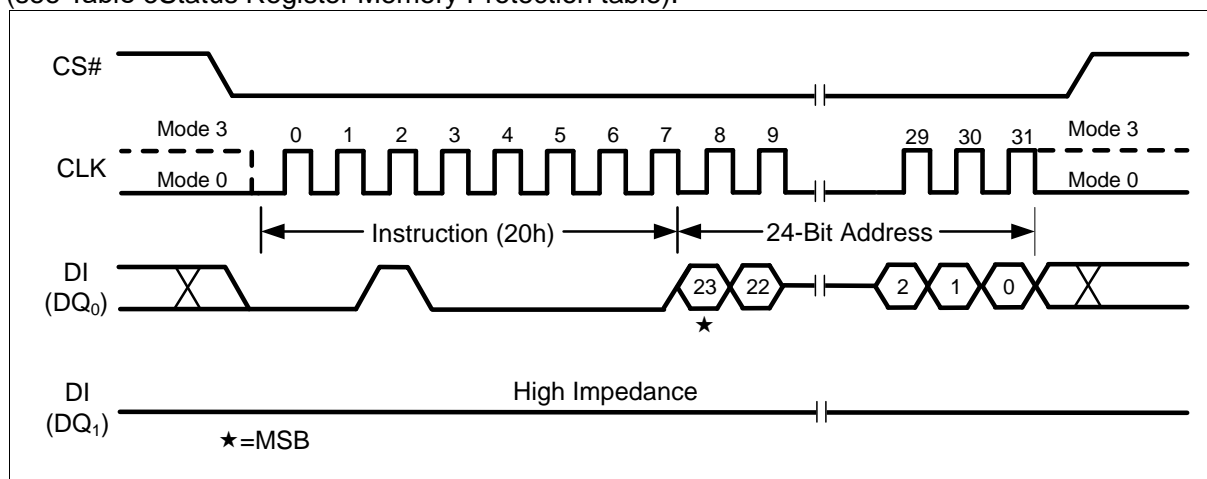 (see Table 6Status Register Memory Protection table).
CS#
Mode 3 0 1 2 3 4 5 6 7 8 9 29 30 31 Mode 3
CLK
Mode 0 Mode 0
Instruction (20h) 24-Bit Address
DI
(DQ0) 23 22 2 1 0
★
High Impedance
DI
(DQ1)
★=MSB